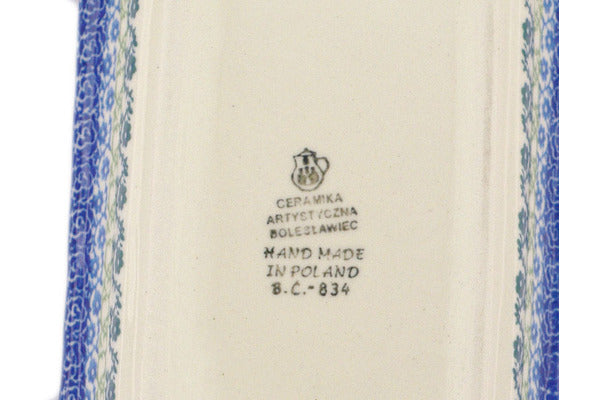 CERAMIKA
ARTYSTYCZNA
BOLESŁAWIEC
HAND MADE
IN POLAND
B.C.-834